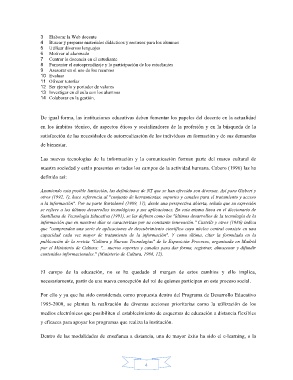 3 Elaborar la Web docente
4 Buscar y preparar materiales didácticos y recursos para los alumnos
5 Utilizar diversos lenguajes
6 Motivar al alumnado
7 Centrar la docencia en el estudiante
8 Fomentar el autoaprendizaje y la participación de los estudiantes
9 Asesorar en el uso de los recursos
10 Evaluar
11 Ofrecer tutorías
12 Ser ejemplo y portador de valores
13 Investigar en el aula con los alumnos
14 Colaborar en la gestión.
De igual forma, las instituciones educativas deben fomentar los papeles del docente en la actualidad
en los ámbitos técnico, de aspectos éticos y socializadores de la profesión y en la búsqueda de la
satisfacción de las necesidades de autorrealización de los individuos en formación y de sus demandas
de bienestar.
Las nuevas tecnologías de la información y la comunicación forman parte del nuevo cultural de
nuestra sociedad y están presentes en todos los campos de la actividad humana. Cabero (1996) las ha
definido así:
Asumiendo una posible limitación, las definiciones de NT que se han ofrecido son diversas. Así para Gisbert y
otros (1992, 1), hace referencia al "conjunto de herramientas, soportes y canales para el tratamiento y acceso
a la información". Por su parte Bartolomé (1989, 11), desde una perspectiva abierta, señala que su expresión
se refiere a los últimos desarrollos tecnológicos y sus aplicaciones. En esta misma línea en el diccionario de
Santillana de Tecnología Educativa (1991), se las definen como los "últimos desarrollos de la tecnología de la
información que en nuestros días se caracterizan por su constante innovación." Castells y otros (1986) indica
que "comprenden una serie de aplicaciones de descubrimiento científico cuyo núcleo central consiste en una
capacidad cada vez mayor de tratamiento de la información". Y como último, citar la formulada en la
publicación de la revista "Cultura y Nuevas Tecnologías" de la Exposición Procesos, organizada en Madrid
por el Ministerio de Cultura: "... nuevos soportes y canales para dar forma, registrar, almacenar y difundir
contenidos informacionales." (Ministerio de Cultura, 1986, 12).
El campo de la educación, no se ha quedado al margen de estos cambios y ello implica,
necesariamente, partir de una nueva concepción del rol de quienes participan en este proceso social.
Por ello y ya que ha sido considerada como propuesta dentro del Programa de Desarrollo Educativo
1995-2000, se plantea la realización de diversas acciones prioritarias como la utilización de los
medios electrónicos que posibiliten el establecimiento de esquemas de educación a distancia flexibles
y eficaces para apoyar los programas que realiza la institución.
Dentro de las modalidades de enseñanza a distancia, una de mayor éxito ha sido el e-learning, a la
4